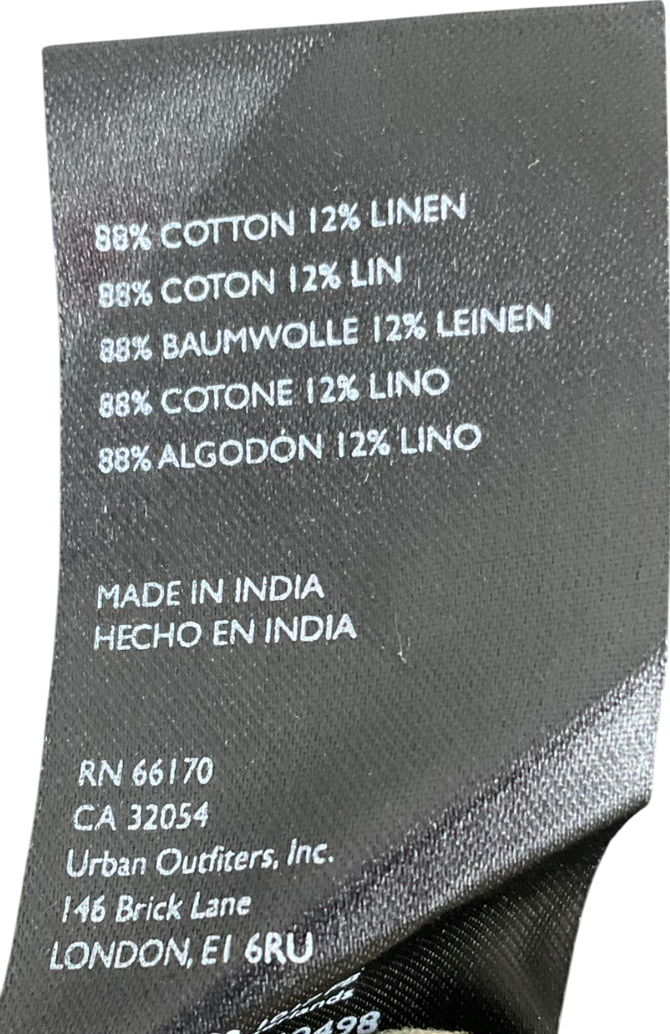 88% COTTON 12% LINEN
88% COTON 12% LIN
88% BAUMWOLLE 12% LEINEN
88% COTONE 12% LINO
88% ALGODÓN 12% LINO
MADE IN INDIA
HECHO EN INDIA
RN 66170
CA 32054
Urban Outfiters, Inc.
146 Brick Lane
LONDON, E1 6RU